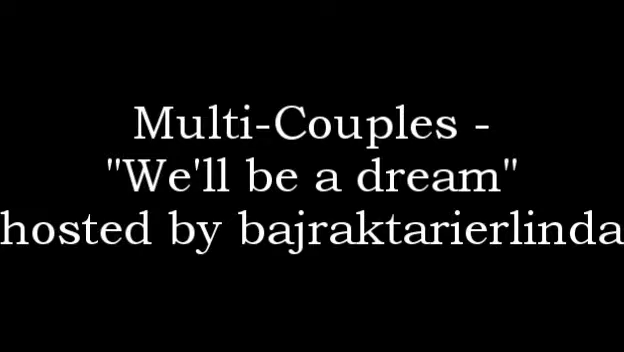 Multi-Couples -
"We'll be a dream"
hosted by bajraktarierlinda